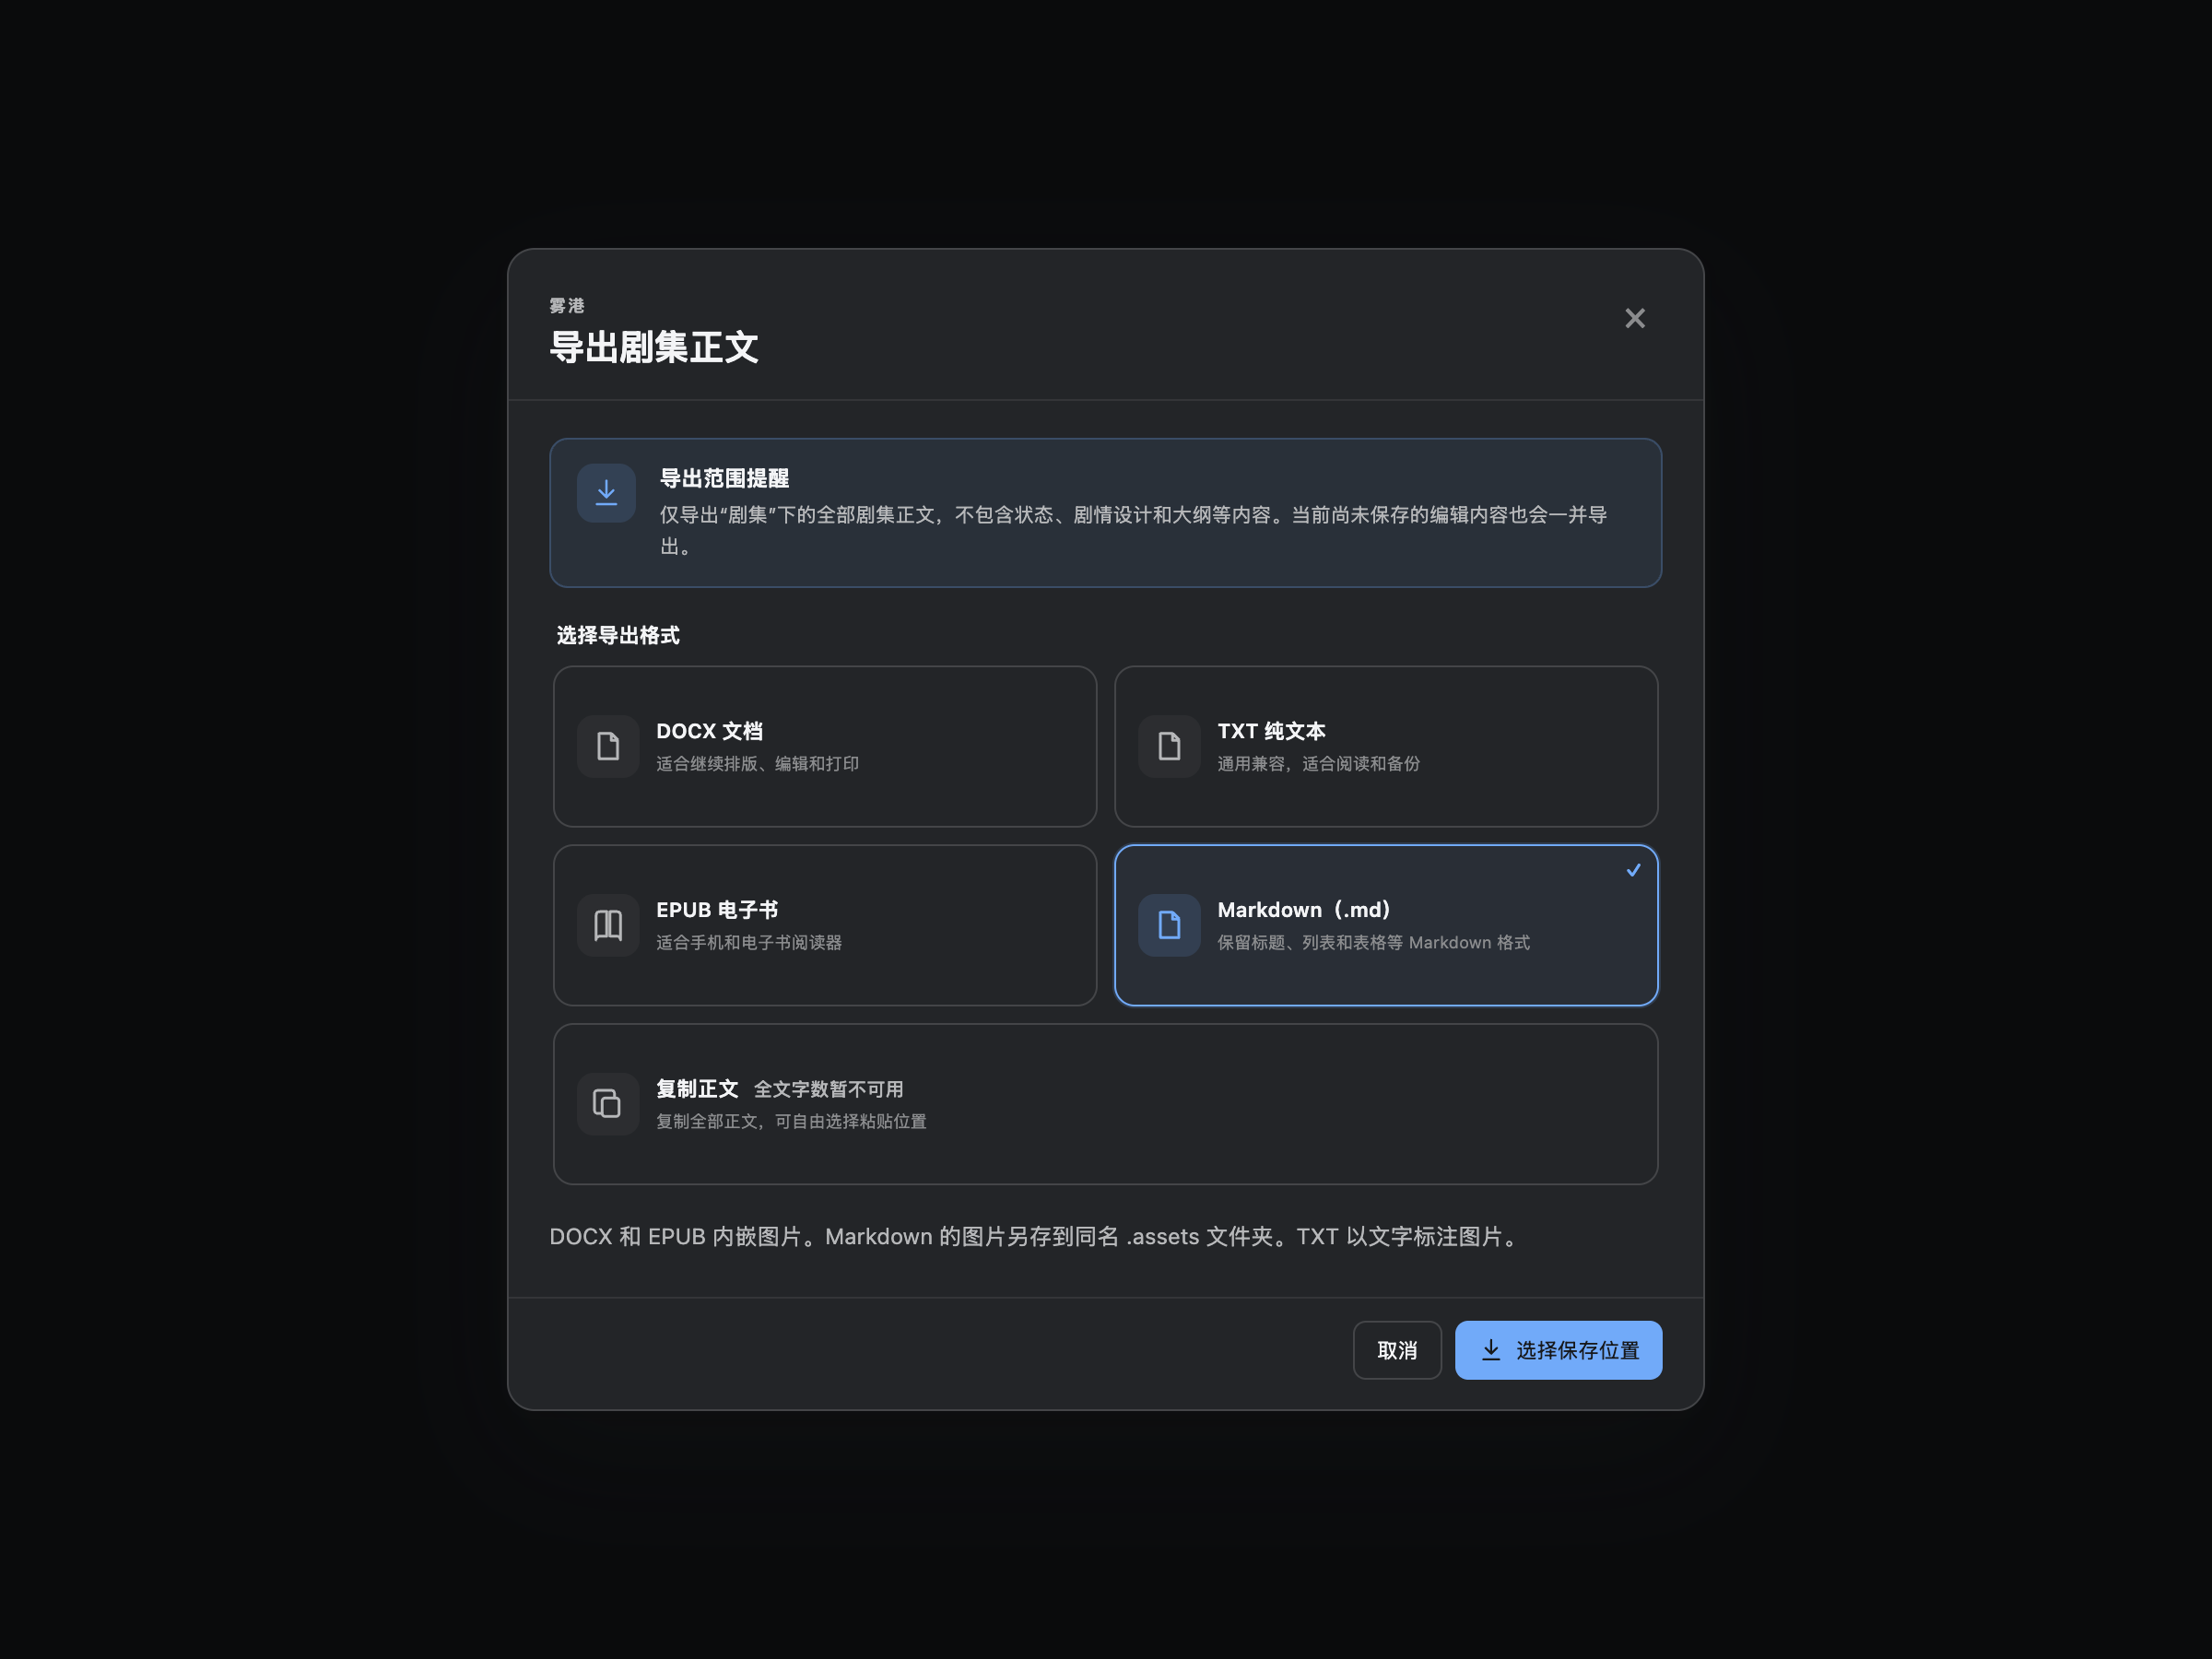 雾港
导出剧集正文
导出范围提醒
仅导出“剧集”下的全部剧集正文，不包含状态、剧情设计和大纲等内容。当前尚未保存的编辑内容也会一并导
出。
选择导出格式
DOCX 文档
适合继续排版、编辑和打印
TXT 纯文本
通用兼容，适合阅读和备份
EPUB 电子书
适合手机和电子书阅读器
Markdown（.md）
保留标题、列表和表格等 Markdown 格式
复制正文 全文字数暂不可用
复制全部正文，可自由选择粘贴位置
DOCX 和 EPUB 内嵌图片。Markdown 的图片另存到同名 .assets 文件夹。TXT 以文字标注图片。
取消
选择保存位置